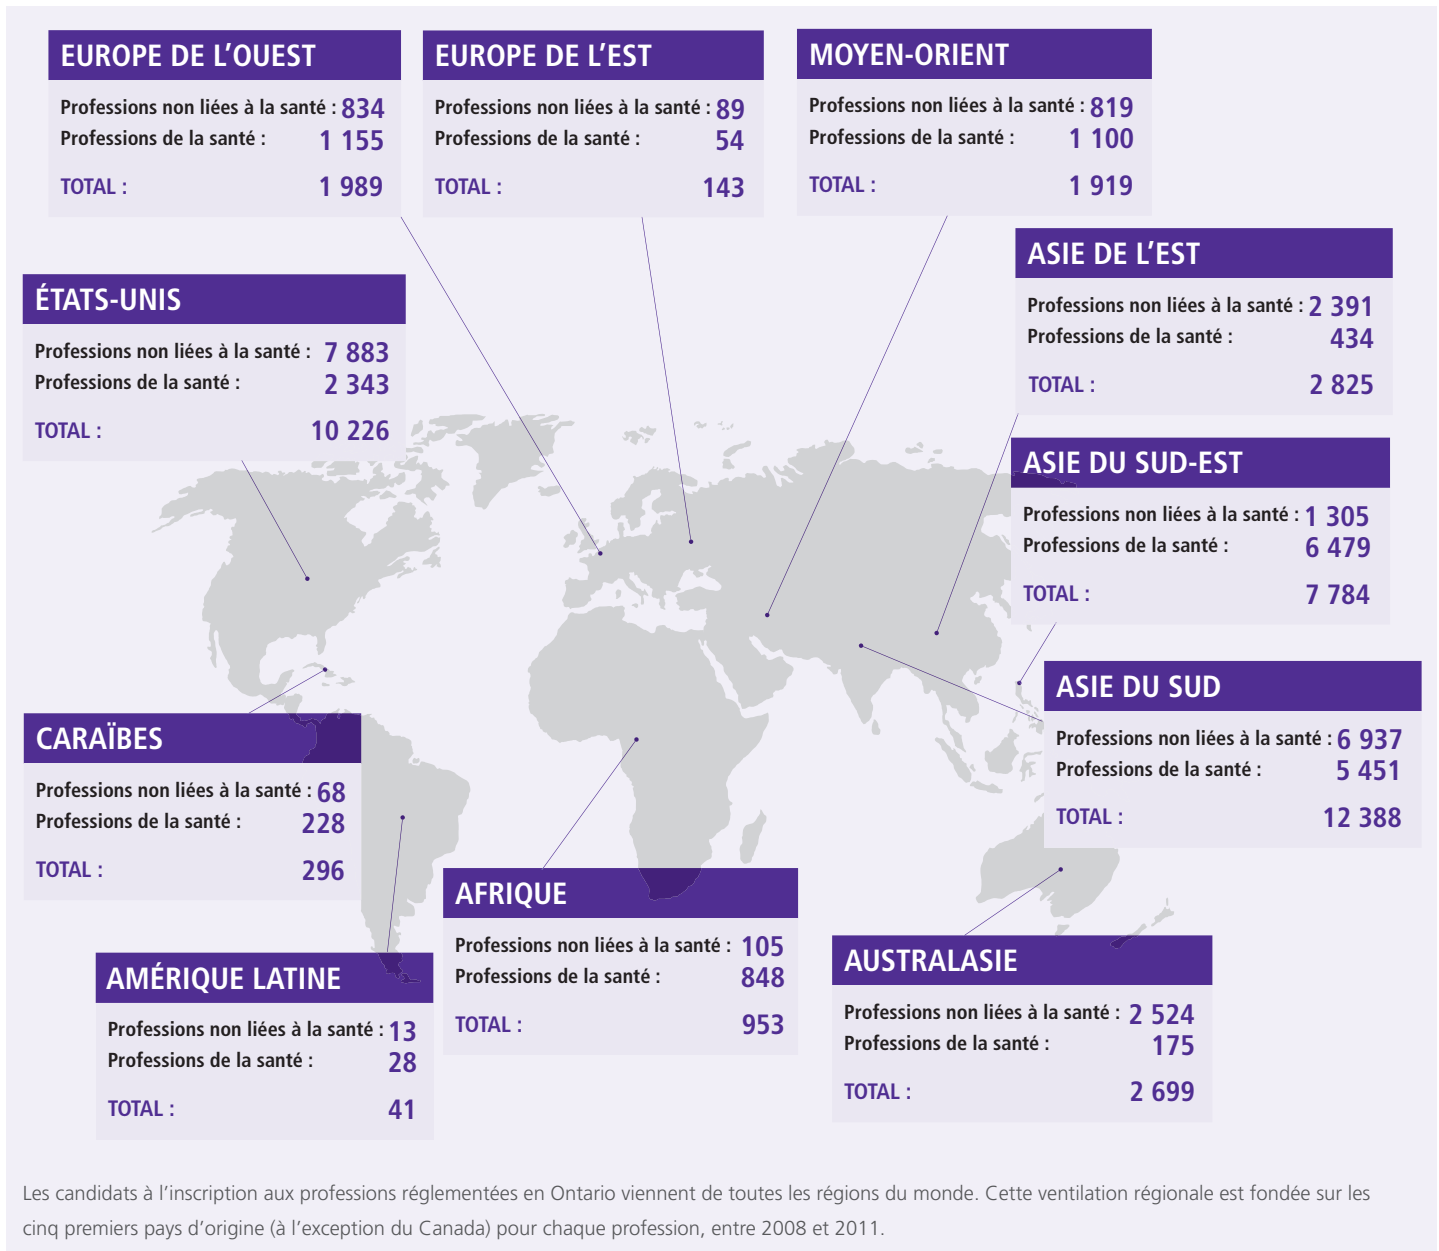 EUROPE DE L’OUEST
Professions non liées à la santé : 834
Professions de la santé : 1 155
TOTAL : 1 989
EUROPE DE L’EST
Professions non liées à la santé : 89
Professions de la santé : 54
TOTAL : 143
MOYEN-ORIENT
Professions non liées à la santé : 819
Professions de la santé : 1 100
TOTAL : 1 919
ASIE DE L’EST
Professions non liées à la santé : 2 391
Professions de la santé : 434
TOTAL : 2 825
ÉTATS-UNIS
Professions non liées à la santé : 7 883
Professions de la santé : 2 343
TOTAL : 10 226
ASIE DU SUD-EST
Professions non liées à la santé : 1 305
Professions de la santé : 6 479
TOTAL : 7 784
ASIE DU SUD
Professions non liées à la santé : 6 937
Professions de la santé : 5 451
TOTAL : 12 388
CARAÏBES
Professions non liées à la santé : 68
Professions de la santé : 228
TOTAL : 296
AFRIQUE
Professions non liées à la santé : 105
Professions de la santé : 848
TOTAL : 953
AUSTRALASIE
Professions non liées à la santé : 2 524
Professions de la santé : 175
TOTAL : 2 699
AMÉRIQUE LATINE
Professions non liées à la santé : 13
Professions de la santé : 28
TOTAL : 41
Les candidats à l’inscription aux professions réglementées en Ontario viennent de toutes les régions du monde. Cette ventilation régionale est fondée sur les
cinq premiers pays d’origine (à l’exception du Canada) pour chaque profession, entre 2008 et 2011.